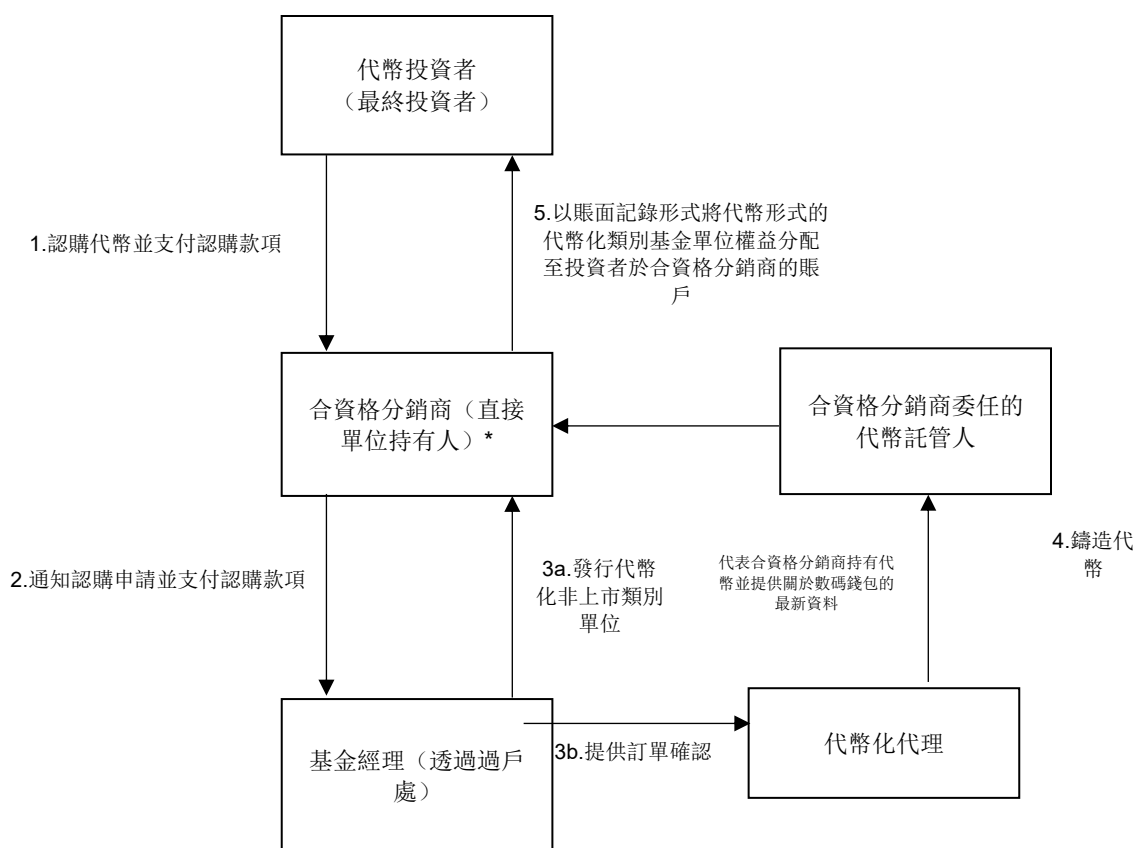 代幣投資者
（最終投資者）
1.認購代幣並支付認購款項
5.以賬面記錄形式將代幣形式的
代幣化類別基金單位權益分配
至投資者於合資格分銷商的賬
戶
合資格分銷商（直接
單位持有人）*
合資格分銷商委任的
代幣託管人
2.通知認購申請並支付認購款項
3a.發行代幣
化非上市類別
單位
代表合資格分銷商持有代
幣並提供關於數碼錢包的
最新資料
4.鑄造代
幣
基金經理（透過過戶
處）
3b.提供訂單確認
代幣化代理